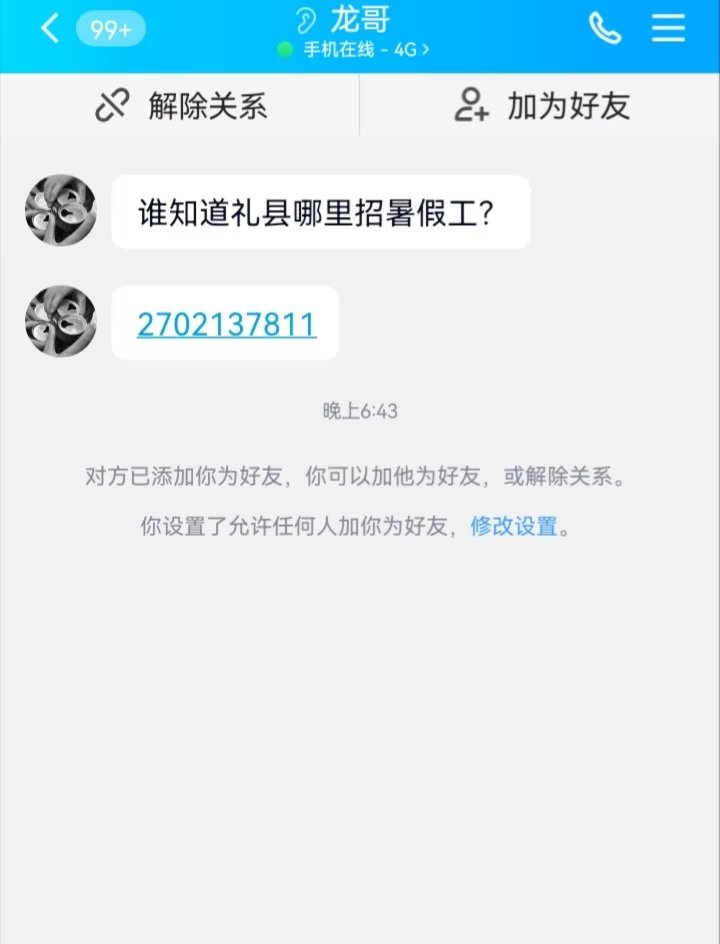 99+
龙哥
手机在线 - 4G >
解除关系
加为好友
谁知道礼县哪里招暑假工？
2702137811
晚上6:43
对方已添加你为好友，你可以加他为好友，或解除关系。
你设置了允许任何人加你为好友，修改设置。